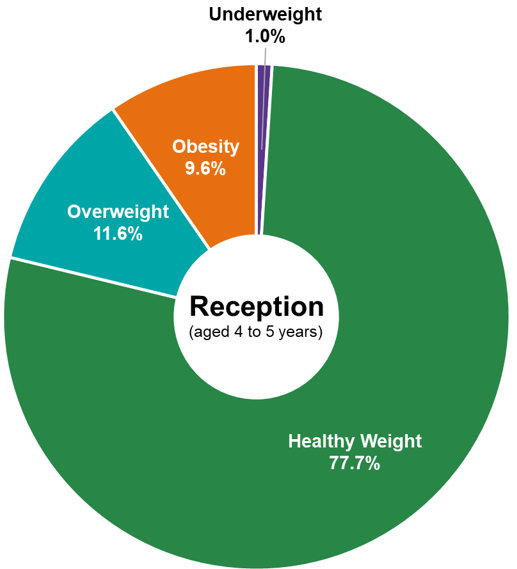 Underweight
1.0%
Obesity
9.6%
Overweight
11.6%
Reception
(aged 4 to 5 years)
Healthy Weight
77.7%